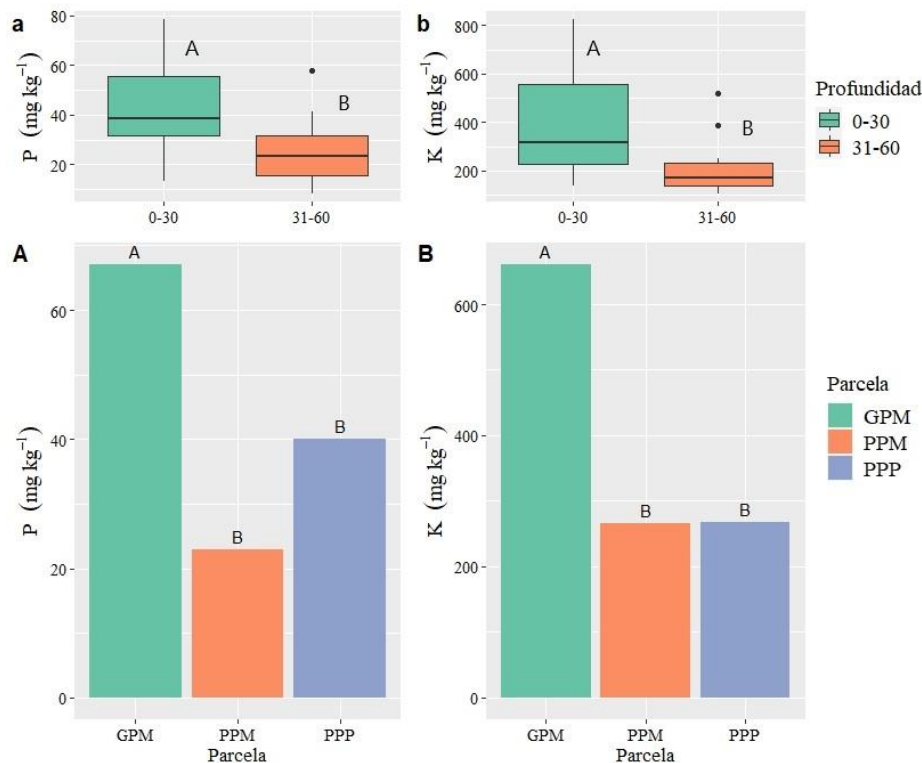 a
P (mg kg⁻¹)
80
60
40
20
A
B
0-30
31-60
b
K (mg kg⁻¹)
800
600
400
200
A
B
0-30
31-60
Profundidad
0-30
31-60
A
P (mg kg⁻¹)
60
40
20
0
A
B
B
GPM
PPM
PPP
Parcela
B
K (mg kg⁻¹)
600
400
200
0
A
B
B
GPM
PPM
PPP
Parcela
Parcela
GPM
PPM
PPP